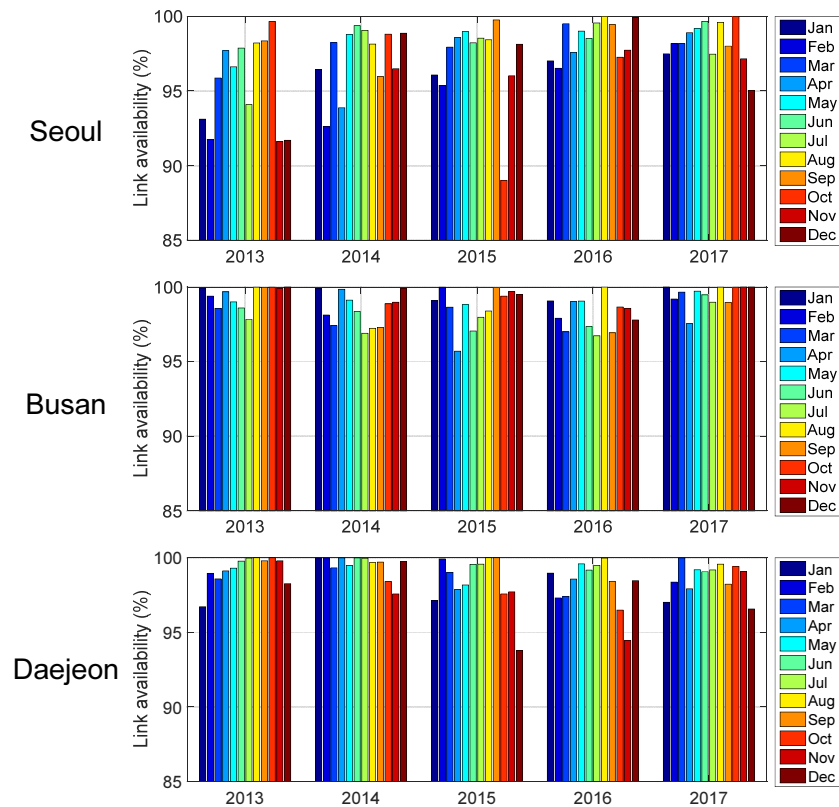 Seoul
Link availability (%)
100
95
90
85
2013 2014 2015 2016 2017
Jan
Feb
Mar
Apr
May
Jun
Jul
Aug
Sep
Oct
Nov
Dec
Busan
Link availability (%)
100
95
90
85
2013 2014 2015 2016 2017
Jan
Feb
Mar
Apr
May
Jun
Jul
Aug
Sep
Oct
Nov
Dec
Daejeon
Link availability (%)
100
95
90
85
2013 2014 2015 2016 2017
Jan
Feb
Mar
Apr
May
Jun
Jul
Aug
Sep
Oct
Nov
Dec